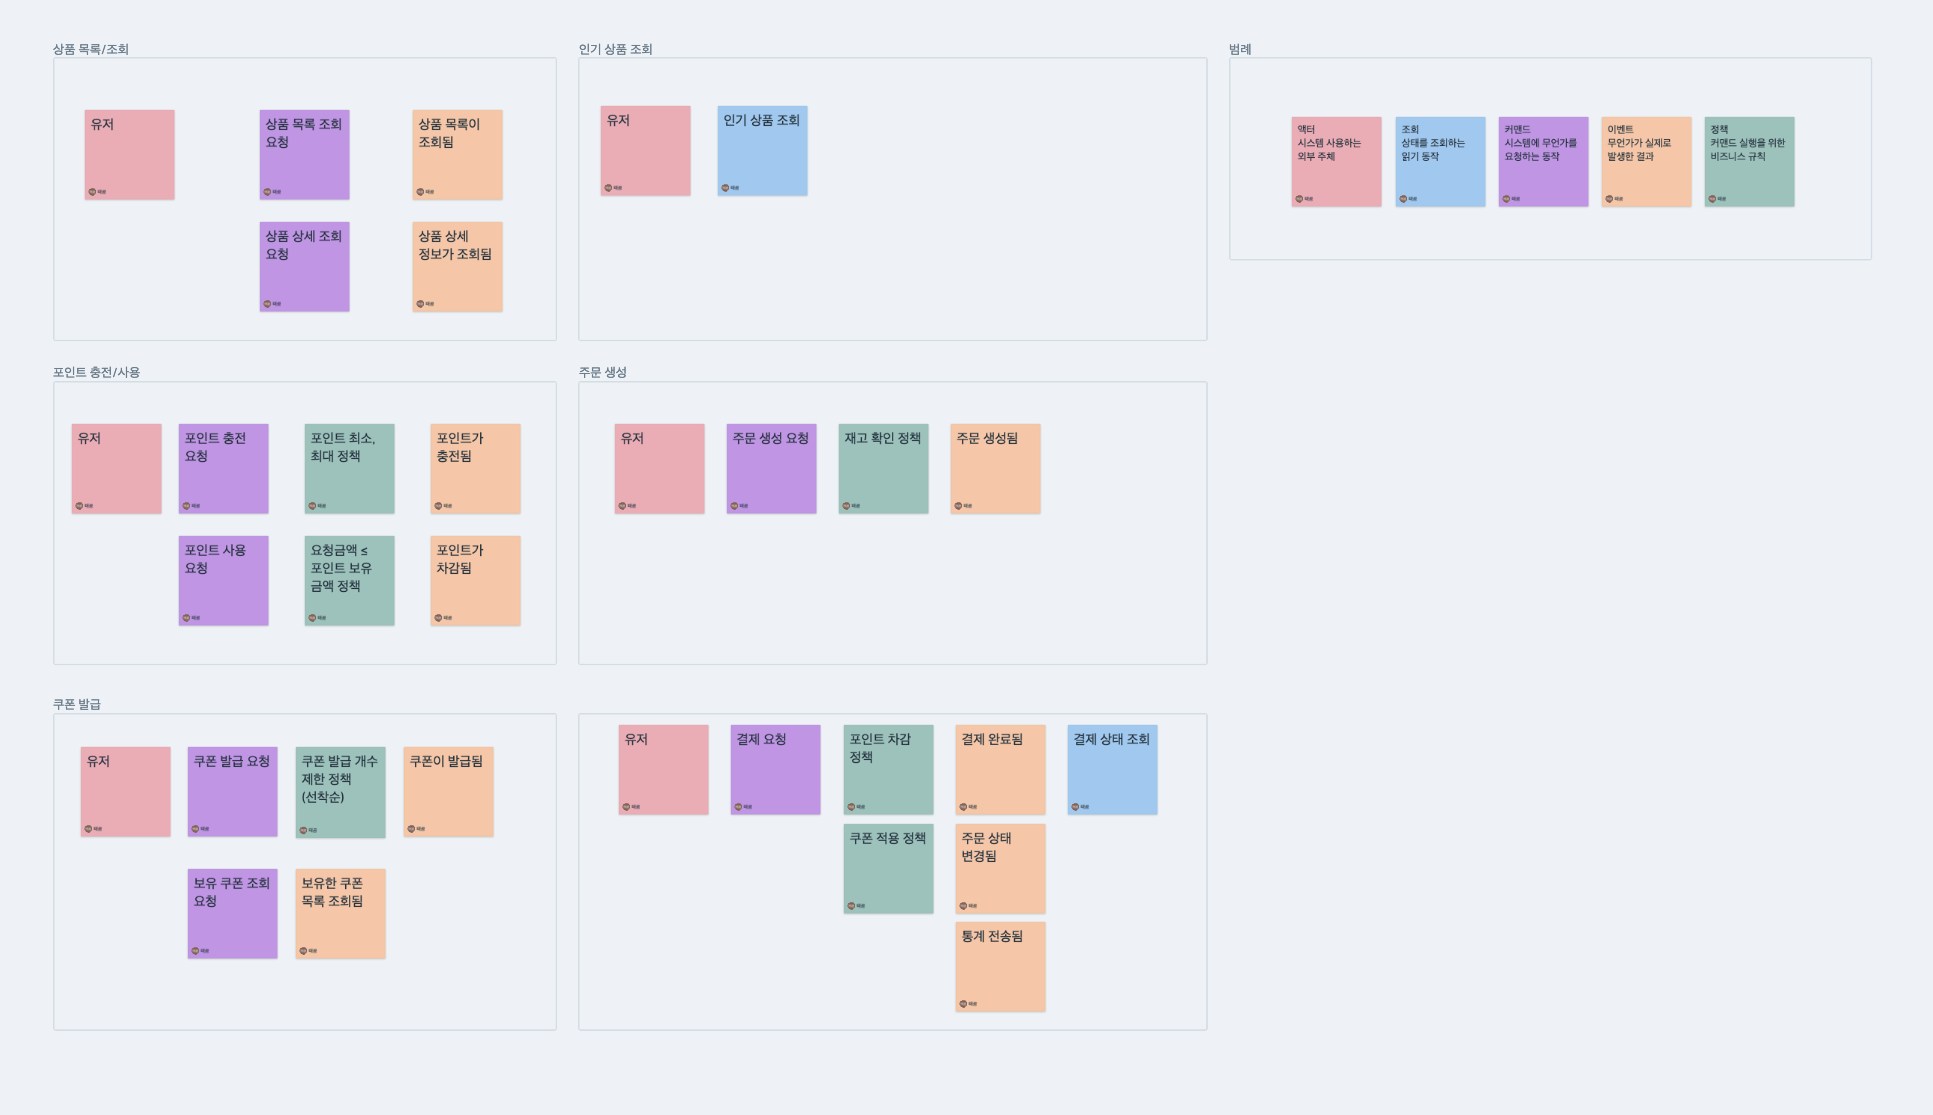 상품 목록/조회
유저
상품 목록 조회
요청
상품 목록이
조회됨
상품 상세 조회
요청
상품 상세
정보가 조회됨
인기 상품 조회
유저
인기 상품 조회
범례
액터
시스템 사용하는
외부 주체
조회
상태를 조회하는
읽기 동작
커맨드
시스템에 무언가를
요청하는 동작
이벤트
무언가가 실제로
발생한 결과
정책
커맨드 실행을 위한
비즈니스 규칙
포인트 충전/사용
유저
포인트 충전
요청
포인트 최소,
최대 정책
포인트가
충전됨
포인트 사용
요청
요청금액 ≤
포인트 보유
금액 정책
포인트가
차감됨
주문 생성
유저
주문 생성 요청
재고 확인 정책
주문 생성됨
쿠폰 발급
유저
쿠폰 발급 요청
쿠폰 발급 개수
제한 정책
(선착순)
쿠폰이 발급됨
보유 쿠폰 조회
요청
보유한 쿠폰
목록 조회됨
유저
결제 요청
포인트 차감
정책
결제 완료됨
결제 상태 조회
쿠폰 적용 정책
주문 상태
변경됨
통계 전송됨